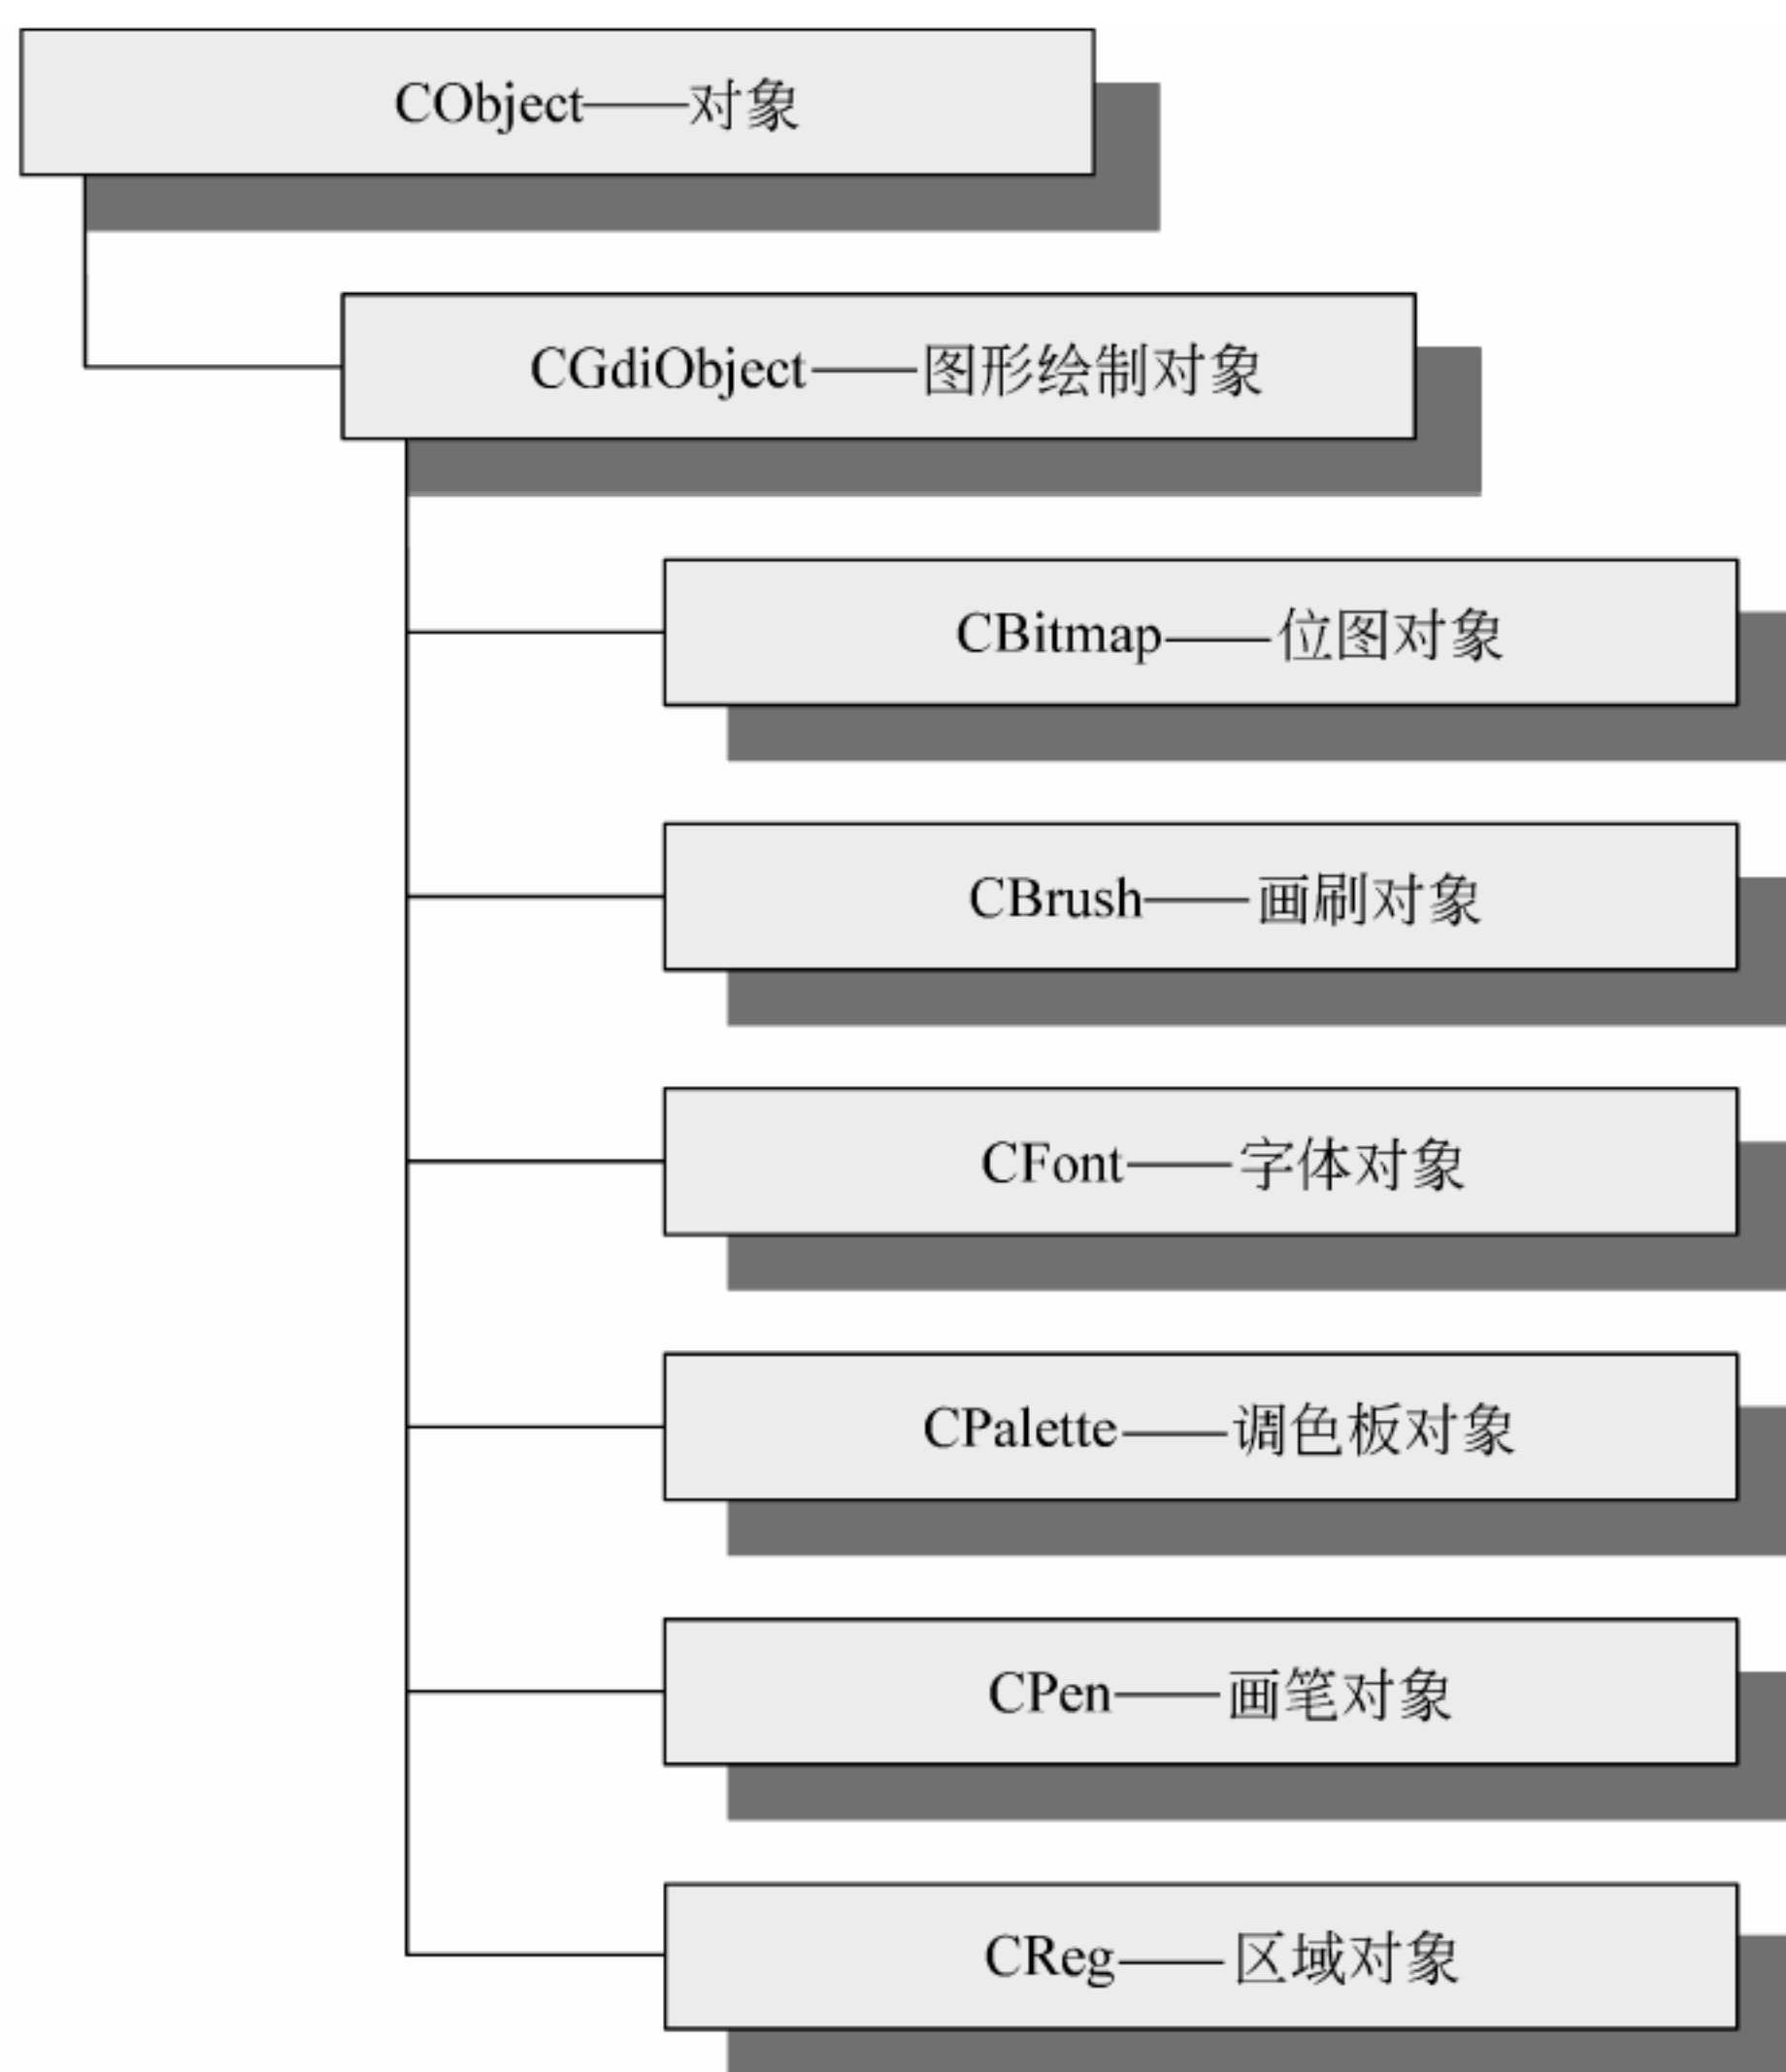 CObject——对象
CGdiObject——图形绘制对象
CBitmap——位图对象
CBrush——画刷对象
CFont——字体对象
CPalette——调色板对象
CPen——画笔对象
CReg——区域对象